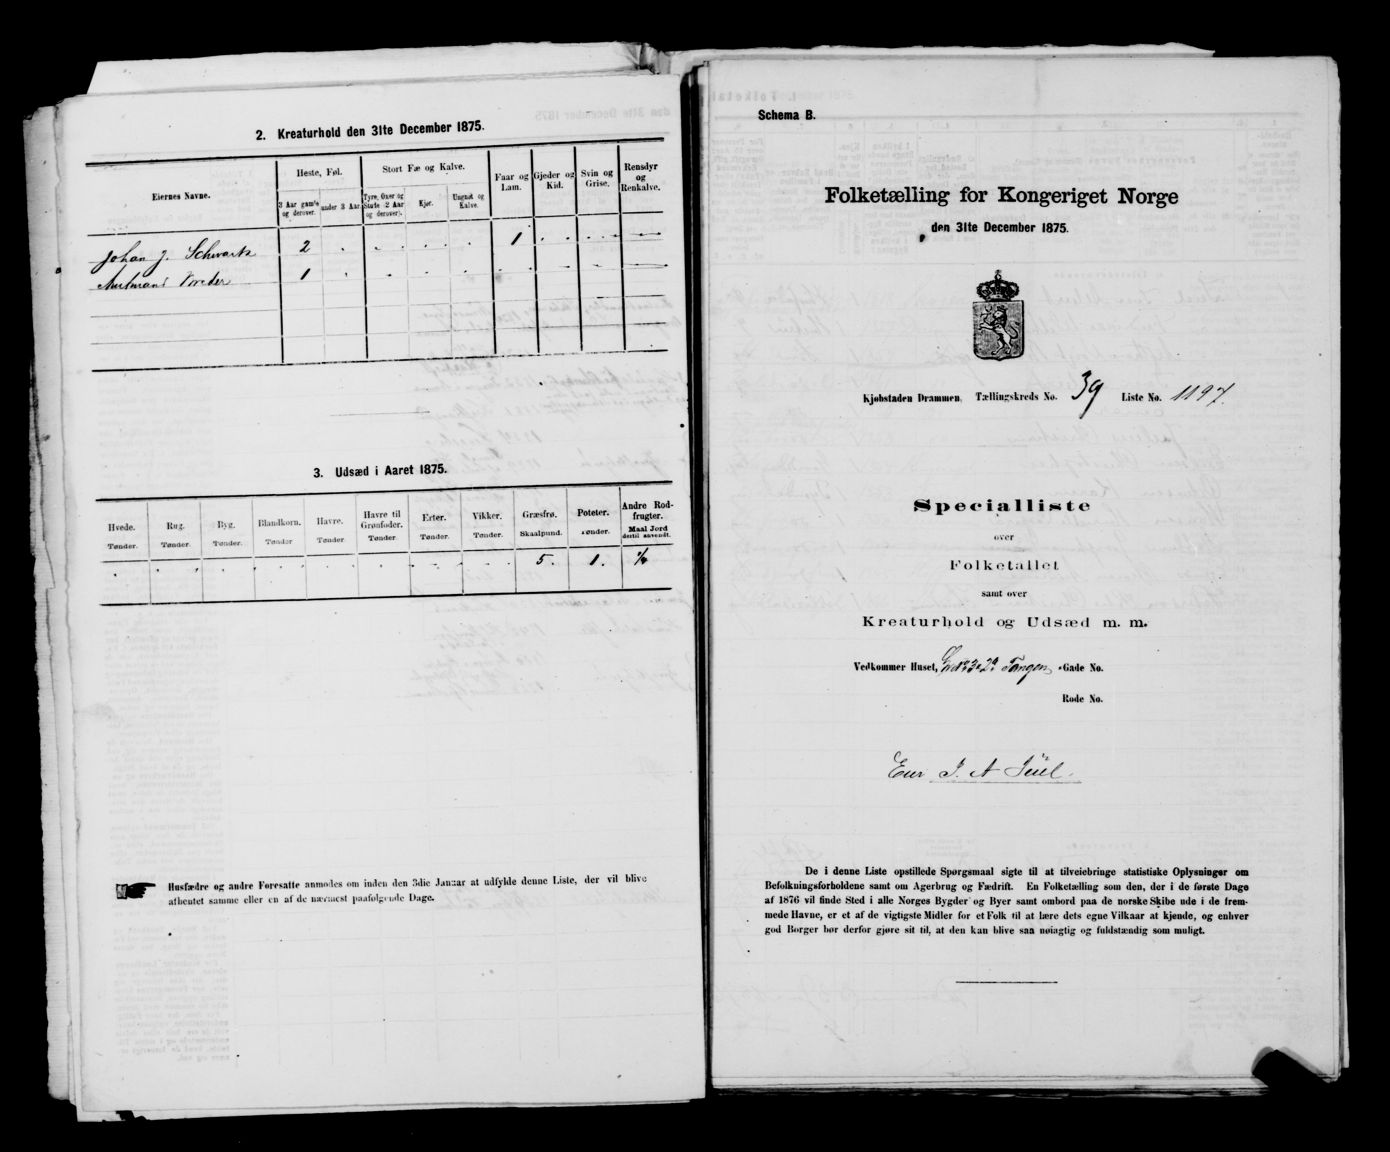 2. Kreaturhold den 31te December 1875.
Eiernes Navne.
Heste, Føl.
Stort Fæ og Kalve.
Faar og Lam.
Gjeder og Kid.
Svin og Grise.
Rensdyr og Renkalve.
3 Aar gamle og derover.
under 3 Aar.
Tyre, Oxer og Stude (2 Aar og derover).
Kjør.
Ungnøt og Kalve.
Johan J. Schwartz 2 . . . . . 1 . . .
1 . . . . . . . .
3. Udsæd i Aaret 1875.
Hvede. Rug. Byg. Blandkorn. Havre. Havre til Grønfoder. Erter. Vikker. Græsfrø. Poteter. Andre Rodfrugter.
Tønder. Tønder. Tønder. Tønder Tønder. Tønder. Tønder. Tønder. Skaalpund. Tønder. Maal Jord dertil anvendt.
. . . . . . . . 5. 1.
Husfædre og andre Foresatte anmodes om inden den 3die Januar at udfylde denne Liste, der vil blive
afhentet samme eller en af de nærmest paafølgende Dage.
Schema B.
Folketælling for Kongeriget Norge
den 31te December 1875.
Kjøbstaden Drammen, Tællingskreds No. 39 Liste No. 1197.
Specialliste
over
Folketallet
samt over
Kreaturhold og Udsæd m. m.
Vedkommer Huset, Tangen -Gade No.
Rode No.
Eier J. A Juel.
De i denne Liste opstillede Spørgsmaal sigte til at tilveiebringe statistiske Oplysninger om
Befolkningsforholdene samt om Agerbrug og Fædrift. En Folketælling som den, der i de første Dage
af 1876 vil finde Sted i alle Norges Bygder og Byer samt ombord paa de norske Skibe ude i de frem-
mede Havne, er et af de vigtigste Midler for et Folk til at lære dets egne Vilkaar at kjende, og enhver
god Borger bør derfor gjøre sit til, at den kan blive saa nøiagtig og fuldstændig som muligt.